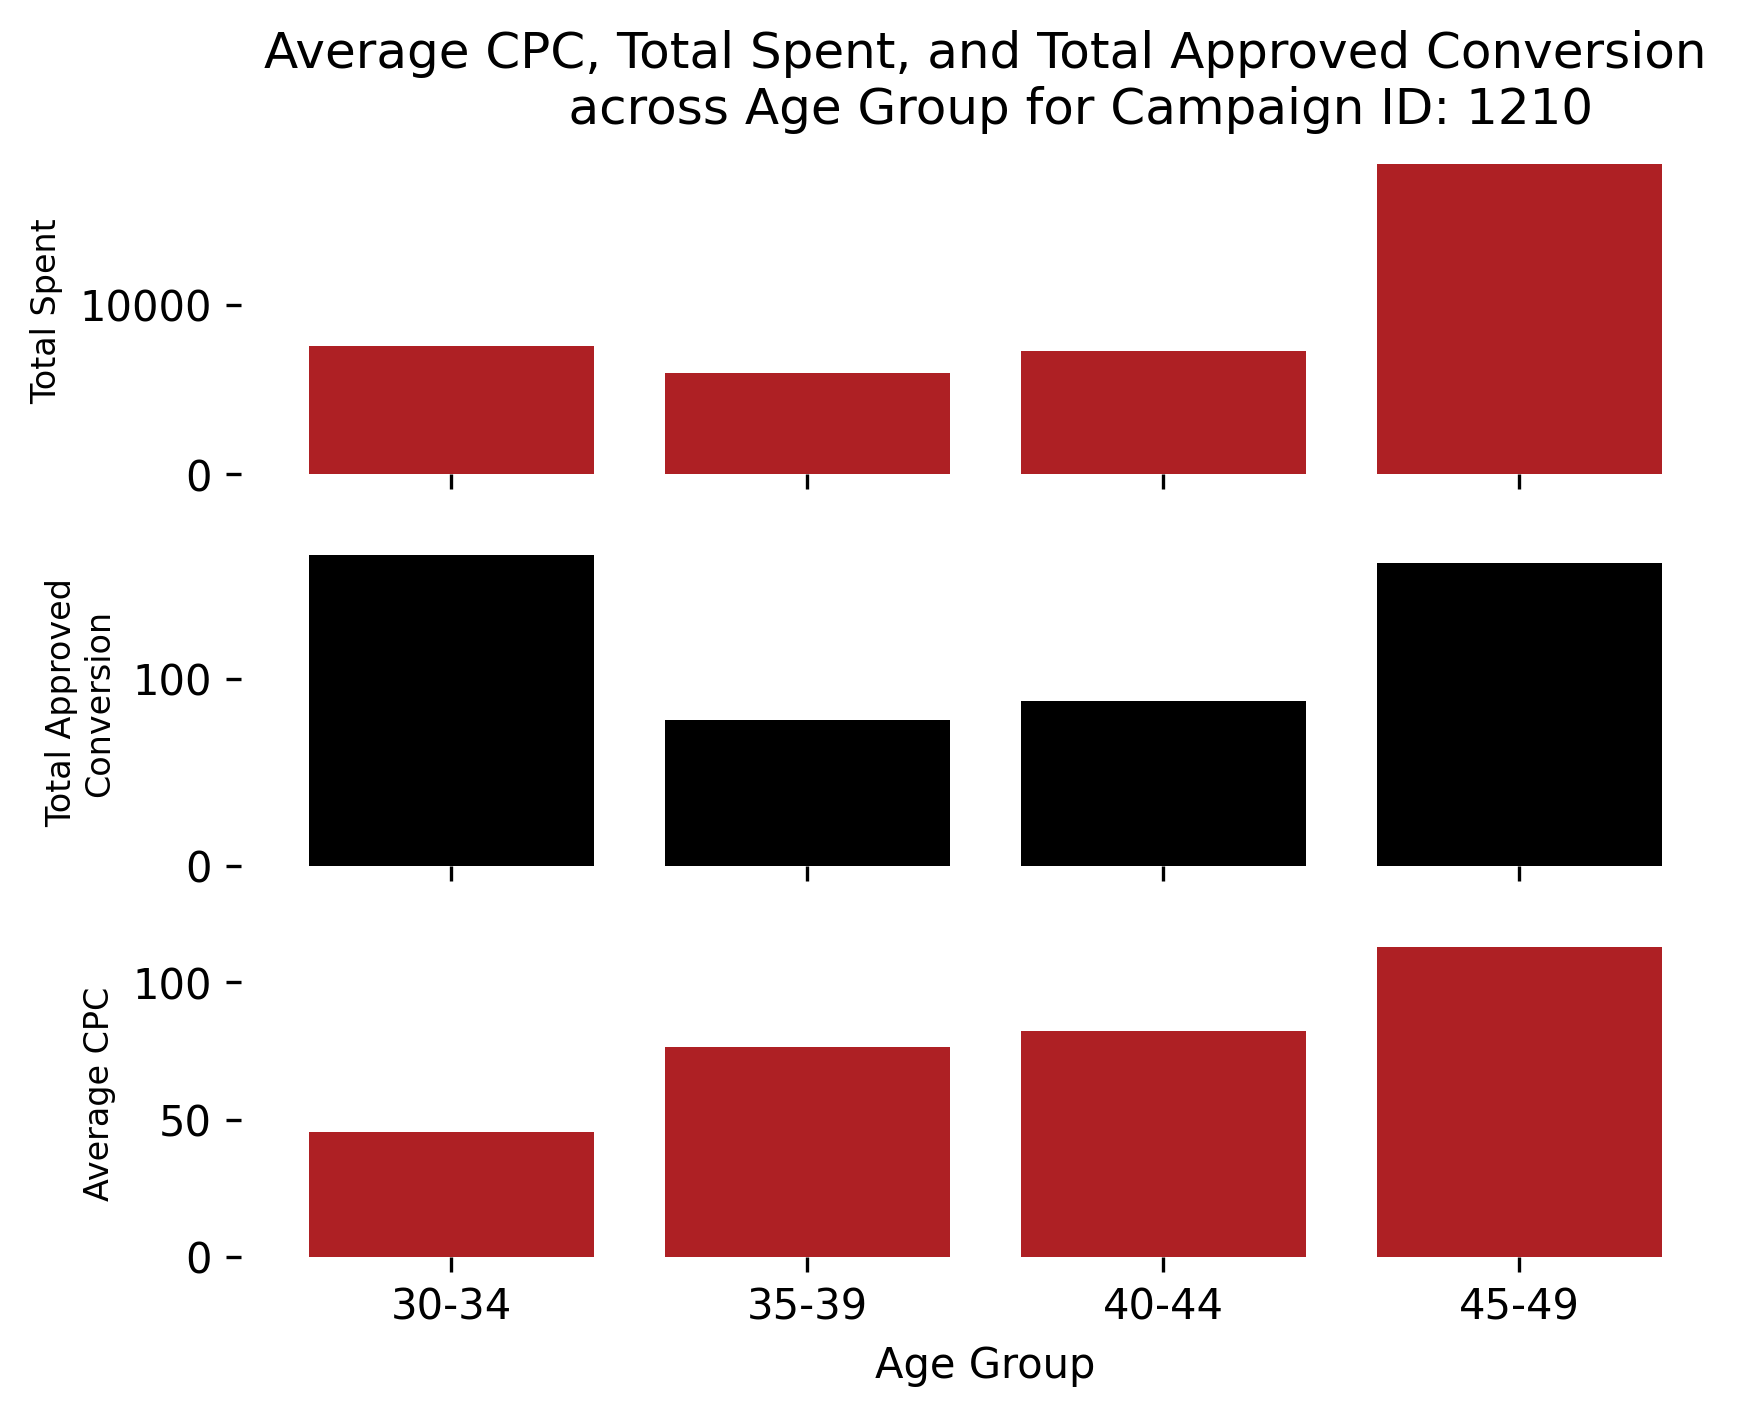 Average CPC, Total Spent, and Total Approved Conversion
across Age Group for Campaign ID: 1210
Total Spent
10000
0
Total Approved
Conversion
100
0
Average CPC
100
50
0
30-34
35-39
40-44
45-49
Age Group